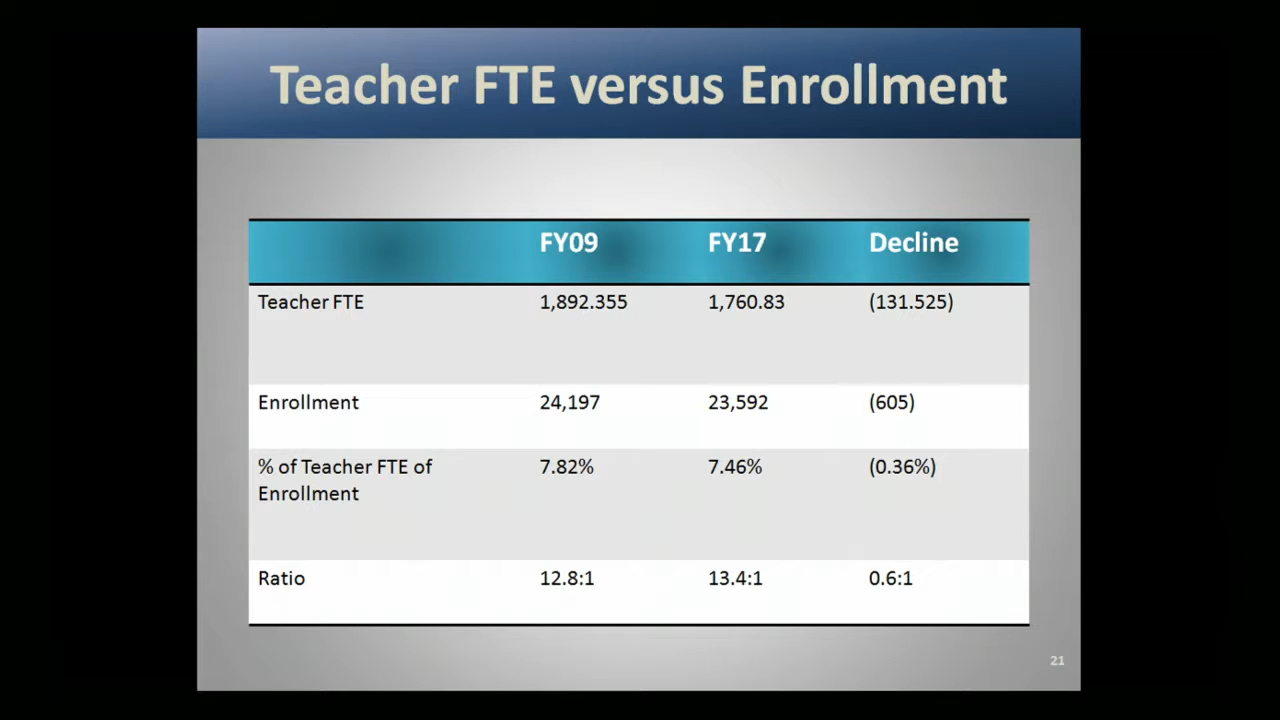 Teacher FTE versus Enrollment
FY09 FY17 Decline
Teacher FTE 1,892.355 1,760.83 (131.525)
Enrollment 24,197 23,592 (605)
% of Teacher FTE of 7.82% 7.46% (0.36%)
Enrollment
Ratio 12.8:1 13.4:1 0.6:1
21